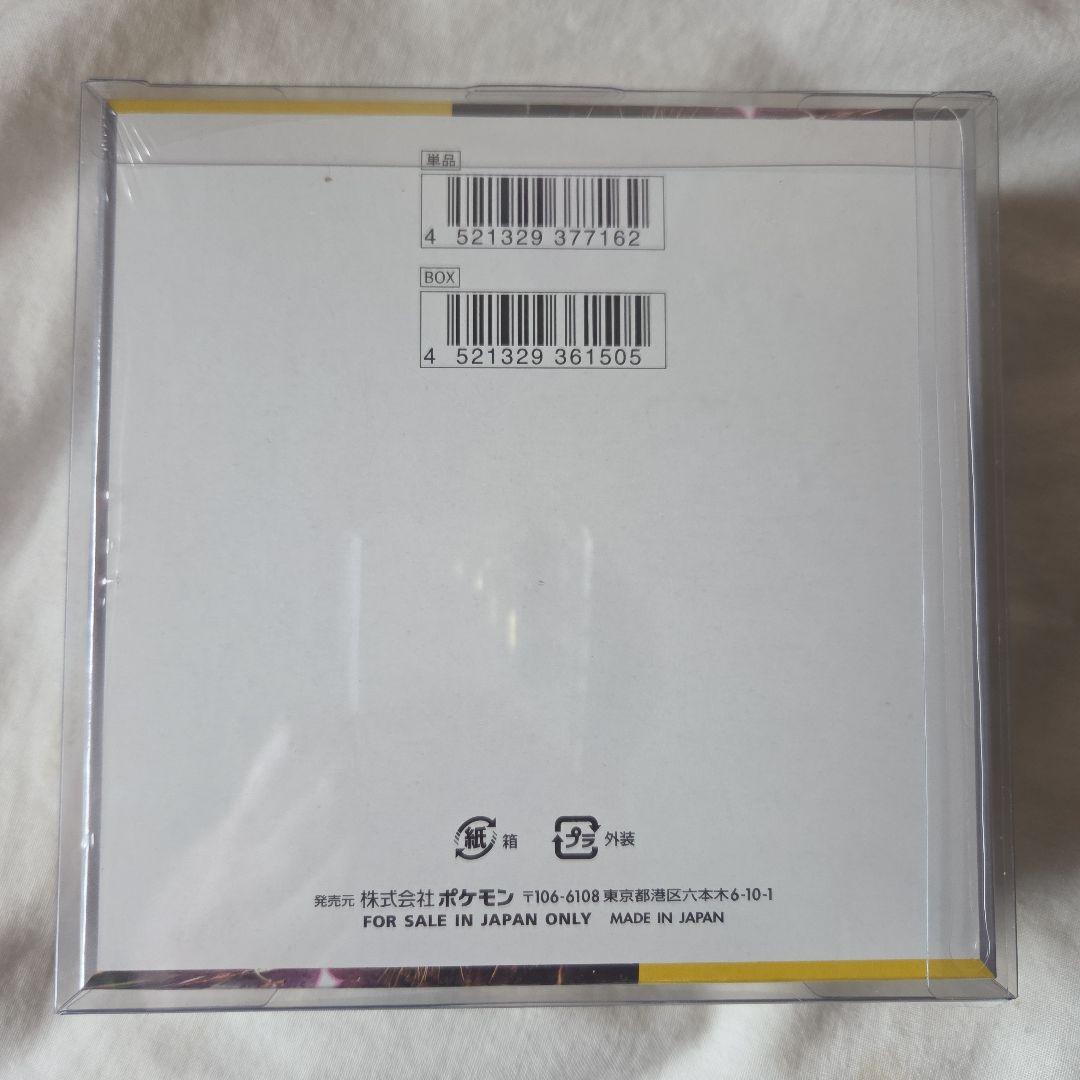 単品
4 521329 377162
BOX
4 521329 361505
紙 箱 プラ 外装
発売元 株式会社 ポケモン 〒106-6108 東京都港区六本木6-10-1
FOR SALE IN JAPAN ONLY MADE IN JAPAN